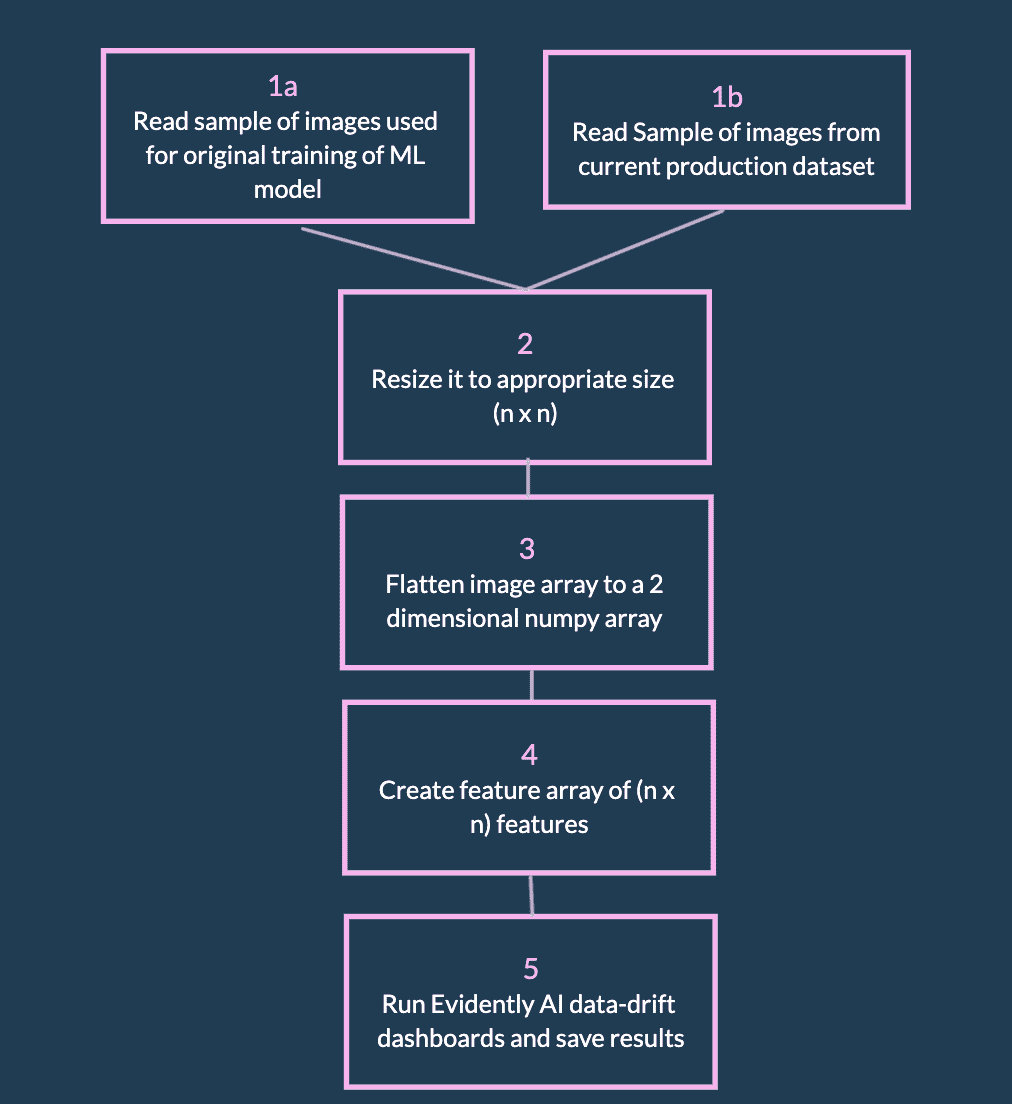 1a
Read sample of images used
for original training of ML
model
1b
Read Sample of images from
current production dataset
2
Resize it to appropriate size
(n x n)
3
Flatten image array to a 2
dimensional numpy array
4
Create feature array of (n x
n) features
5
Run Evidently AI data-drift
dashboards and save results